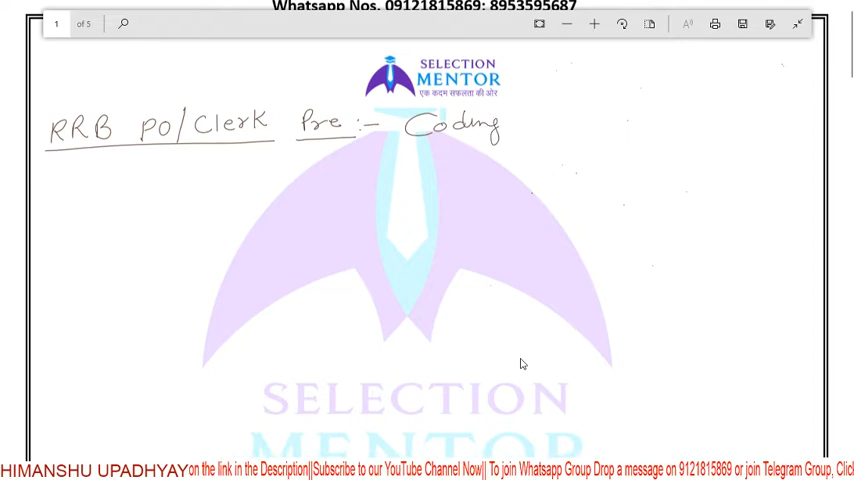 Whatsapp Nos. 09121815869: 8953595687
1 of 5
SELECTION
MENTOR
एक कदम सफलता की ओर
RRB PO/Clerk Pre :- Coding
SELECTION
MENTOR
HIMANSHU UPADHYAY on the link in the Description||Subscribe to our YouTube Channel Now|| To join Whatsapp Group Drop a message on 9121815869 or join Telegram Group, Clicl